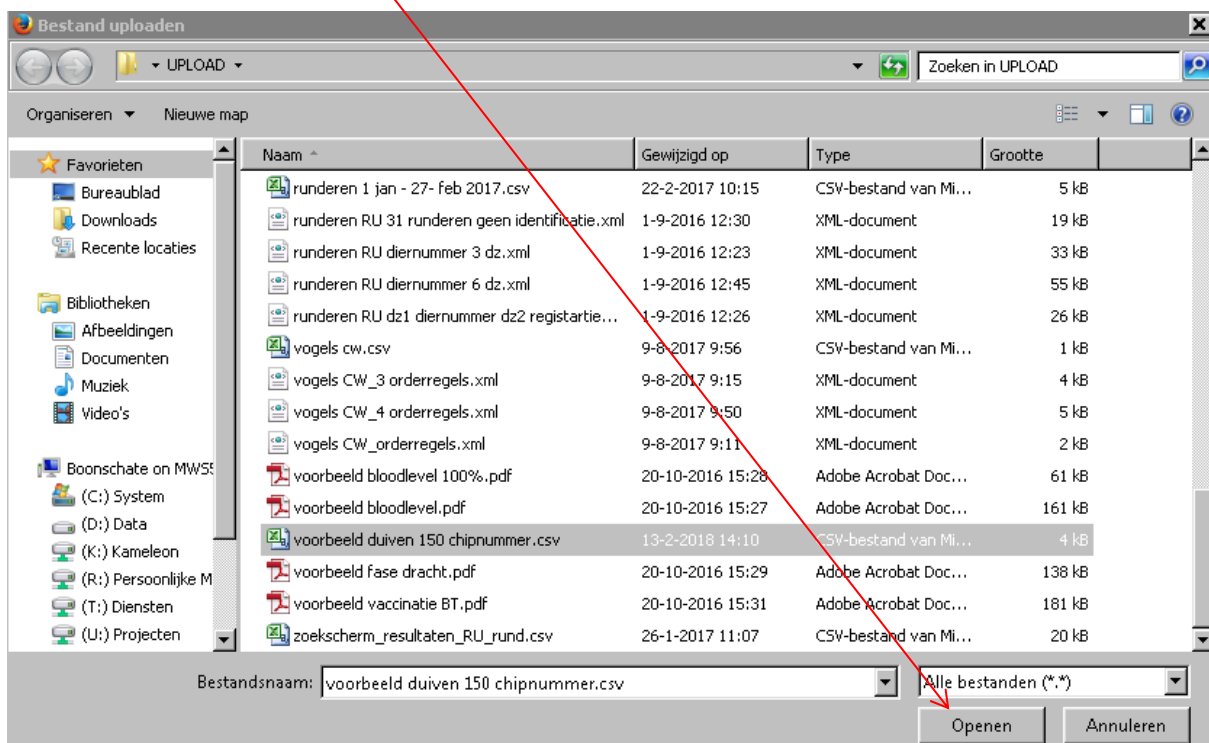 Bestand uploaden
UPLOAD
Zoeken in UPLOAD
Organiseren
Nieuwe map
Favorieten
Bureaublad
Downloads
Recente locaties
Bibliotheken
Afbeeldingen
Documenten
Muziek
Video's
Boonschate on MWS5
(C:) System
(D:) Data
(K:) Kameleon
(R:) Persoonlijke M
(T:) Diensten
(U:) Projecten
Naam Gewijzigd op Type Grootte
runderen 1 jan - 27- feb 2017.csv 22-2-2017 10:15 CSV-bestand van Mi... 5 kB
runderen RU 31 runderen geen identificatie.xml 1-9-2016 12:30 XML-document 19 kB
runderen RU diernummer 3 dz.xml 1-9-2016 12:23 XML-document 33 kB
runderen RU diernummer 6 dz.xml 1-9-2016 12:45 XML-document 55 kB
runderen RU dz1 diernummer dz2 registartie... 1-9-2016 12:26 XML-document 26 kB
vogels cw.csv 9-8-2017 9:56 CSV-bestand van Mi... 1 kB
vogels CW_3 orderregels.xml 9-8-2017 9:15 XML-document 4 kB
vogels CW_4 orderregels.xml 9-8-2017 9:50 XML-document 5 kB
vogels CW_orderregels.xml 9-8-2017 9:11 XML-document 2 kB
voorbeeld bloodlevel 100%.pdf 20-10-2016 15:28 Adobe Acrobat Doc... 61 kB
voorbeeld bloodlevel.pdf 20-10-2016 15:27 Adobe Acrobat Doc... 161 kB
voorbeeld duiven 150 chipnummer.csv 13-2-2018 14:10 CSV-bestand van Mi... 4 kB
voorbeeld fase dracht.pdf 20-10-2016 15:29 Adobe Acrobat Doc... 138 kB
voorbeeld vaccinatie BT.pdf 20-10-2016 15:31 Adobe Acrobat Doc... 181 kB
zoekscherm_resultaten_RU_rund.csv 26-1-2017 11:07 CSV-bestand van Mi... 20 kB
Bestandsnaam: voorbeeld duiven 150 chipnummer.csv
Alle bestanden (*.*)
Openen
Annuleren